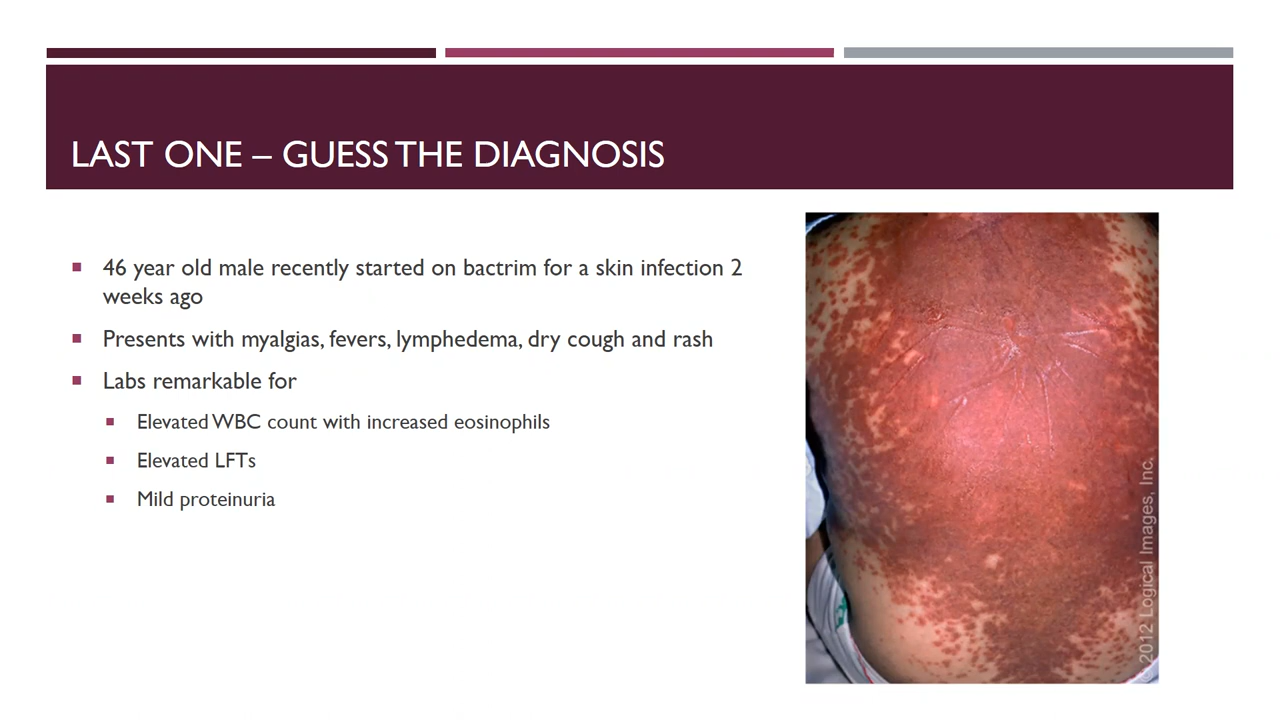 LAST ONE – GUESS THE DIAGNOSIS
46 year old male recently started on bactrim for a skin infection 2
weeks ago
Presents with myalgias, fevers, lymphedema, dry cough and rash
Labs remarkable for
Elevated WBC count with increased eosinophils
Elevated LFTs
Mild proteinuria
2012 Logical Images, Inc.